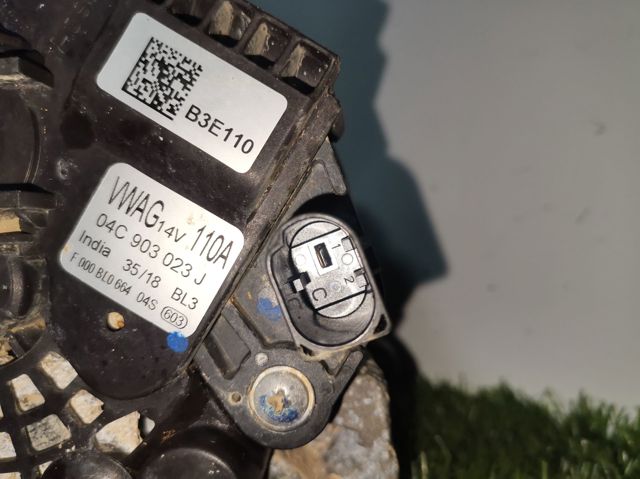 B3E110
VWAG 14V 110A
04C 903 023 J
India 35/18 BL3
F 000 BL0 664 04S 603
1
2
C